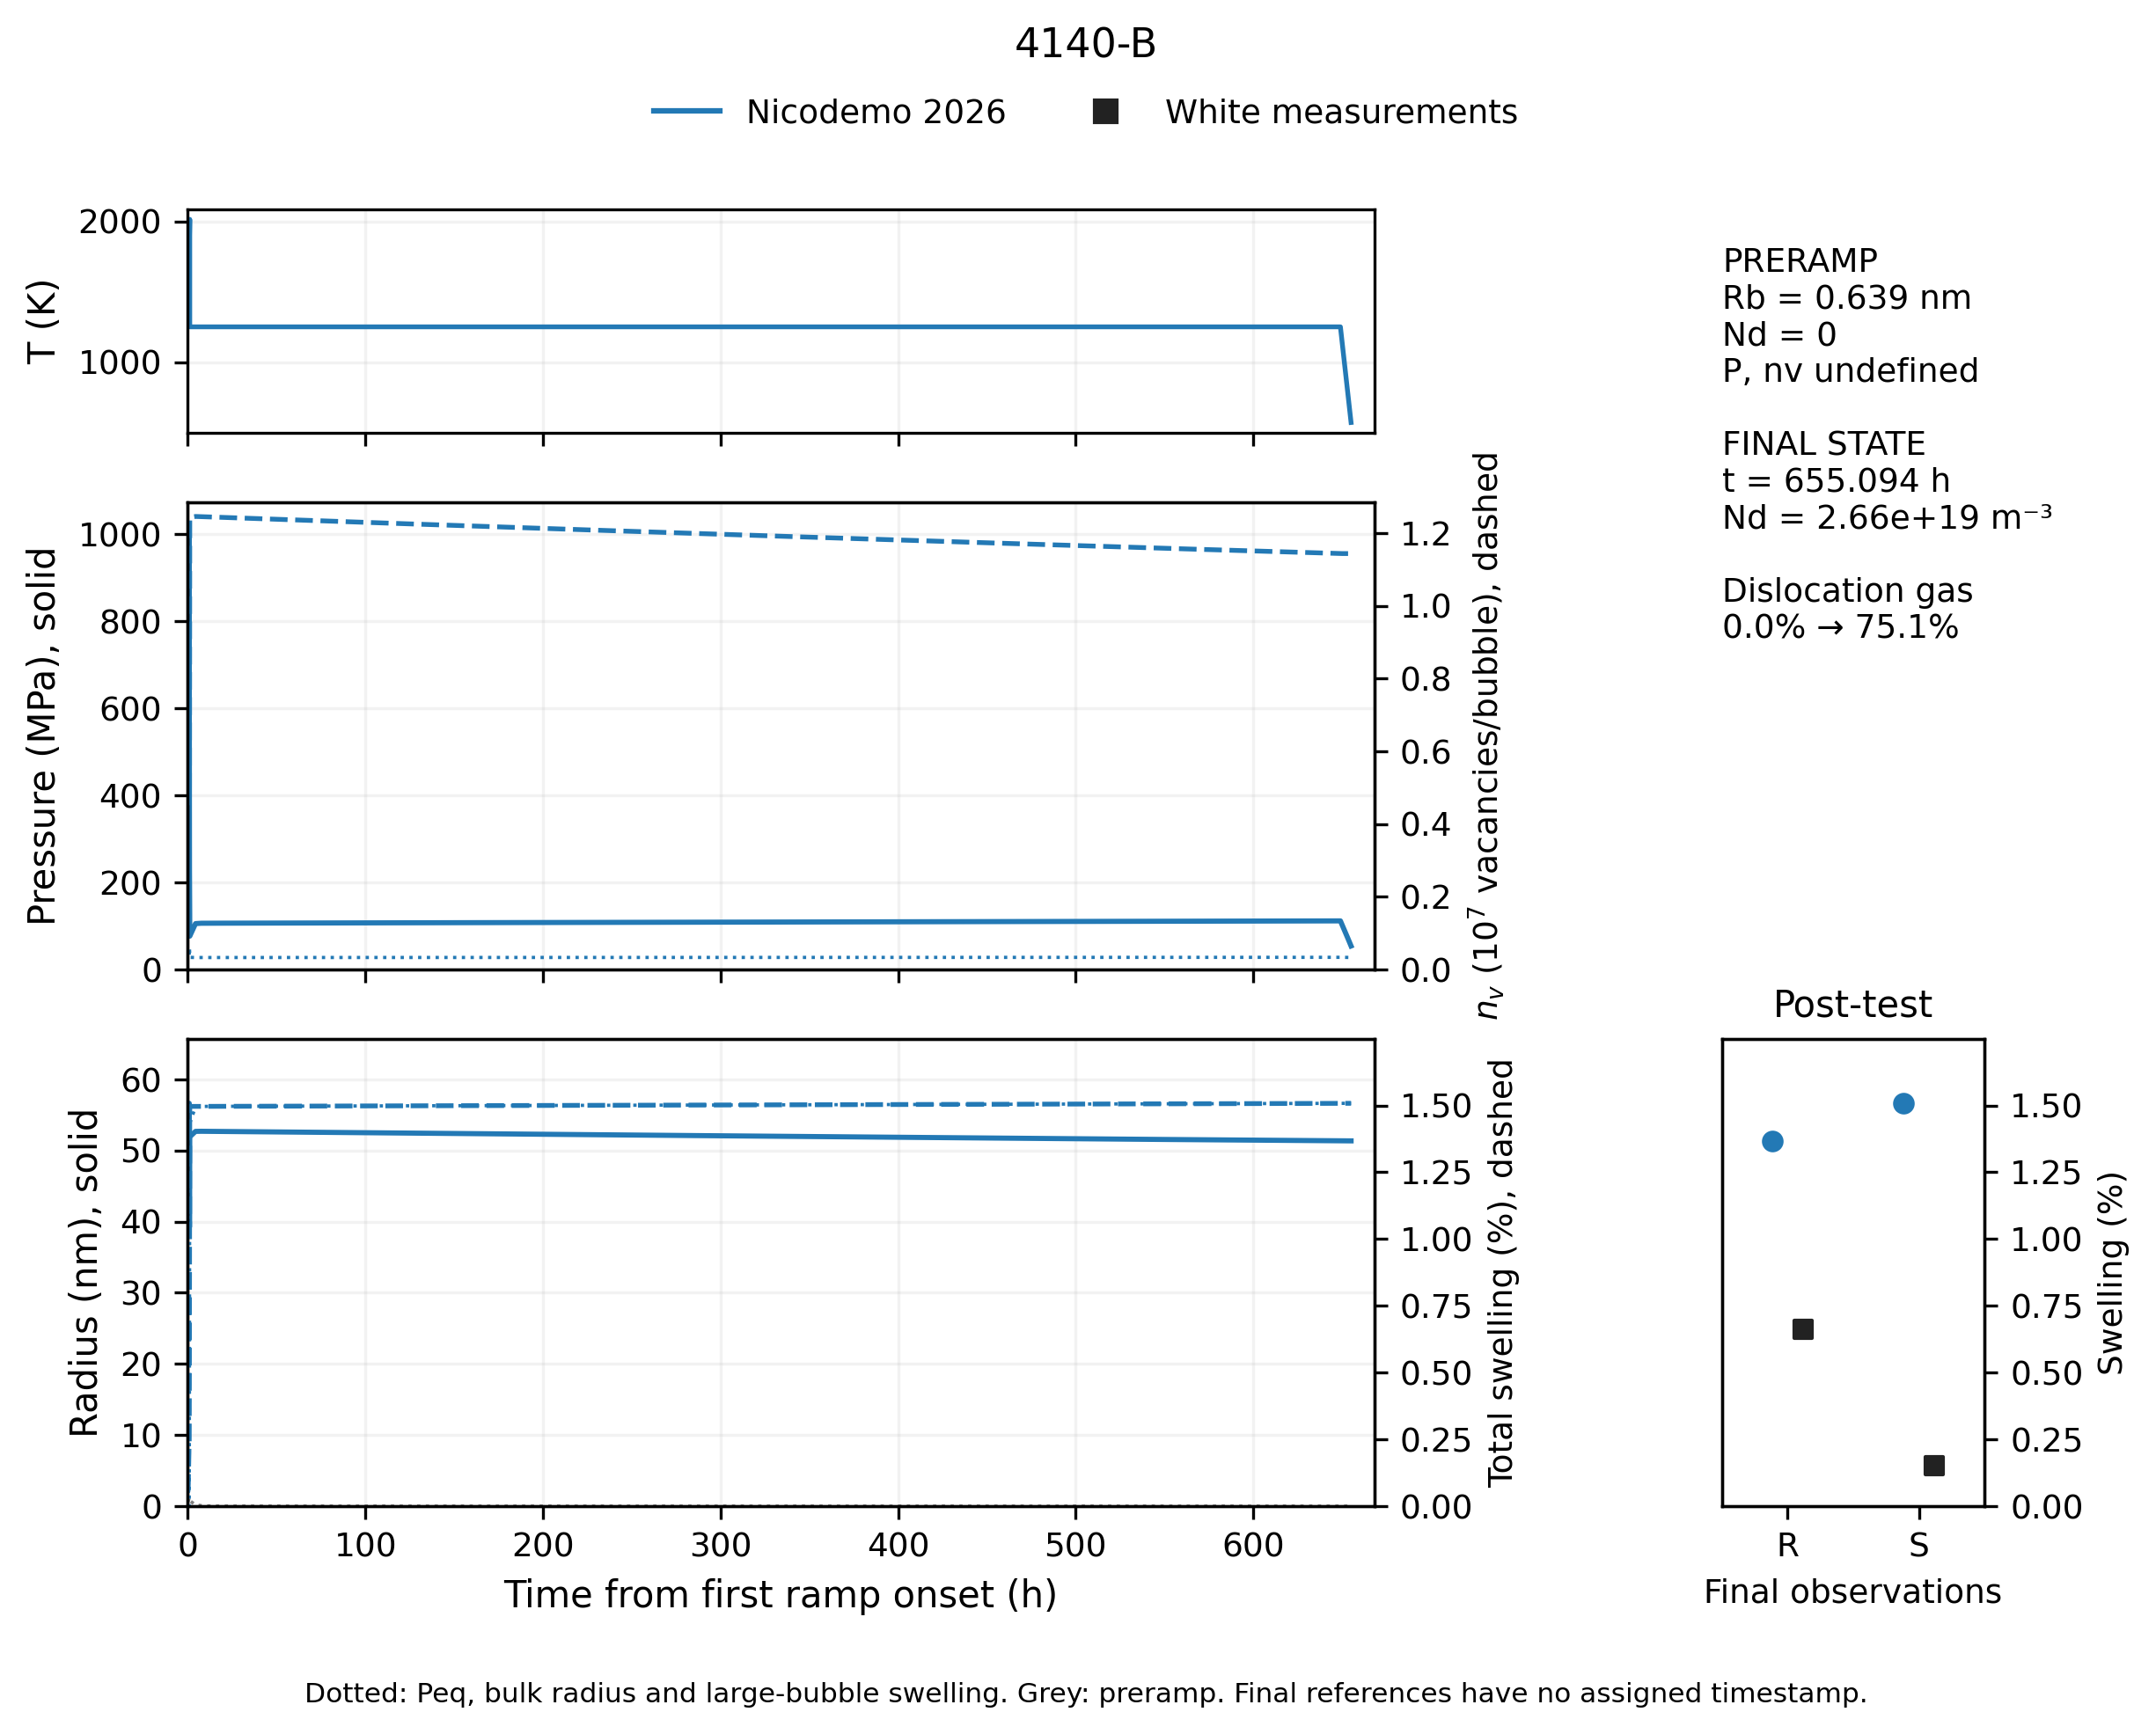 4140-B
Nicodemo 2026
White measurements
2000
1000
T (K)
PRERAMP
Rb = 0.639 nm
Nd = 0
P, nv undefined
FINAL STATE
t = 655.094 h
Nd = 2.66e+19 m⁻³
Dislocation gas
0.0% → 75.1%
1000
800
600
400
200
0
Pressure (MPa), solid
1.2
1.0
0.8
0.6
0.4
0.2
0.0
n_v (10⁷ vacancies/bubble), dashed
60
50
40
30
20
10
0
Radius (nm), solid
1.50
1.25
1.00
0.75
0.50
0.25
0.00
Total swelling (%), dashed
0
100
200
300
400
500
600
Time from first ramp onset (h)
Post-test
1.50
1.25
1.00
0.75
0.50
0.25
0.00
Swelling (%)
R
S
Final observations
Dotted: Peq, bulk radius and large-bubble swelling. Grey: preramp. Final references have no assigned timestamp.